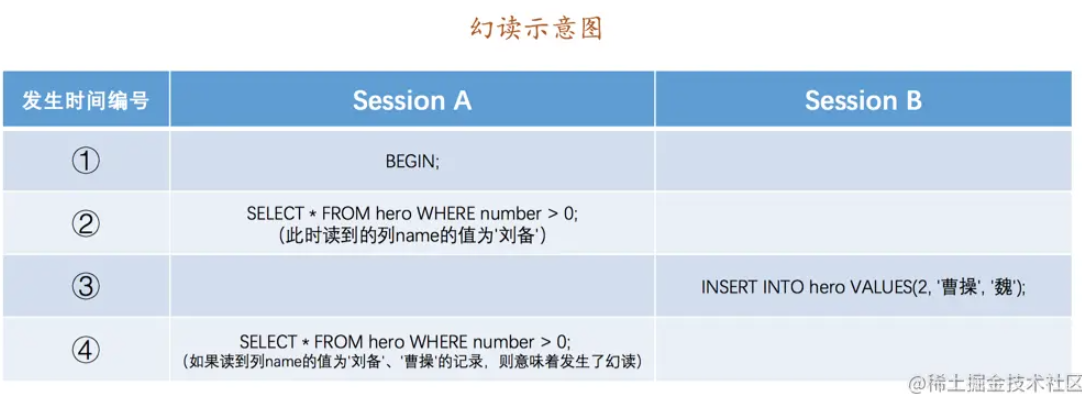 幻读示意图
发生时间编号 Session A Session B
① BEGIN;
② SELECT * FROM hero WHERE number > 0;
（此时读到的列name的值为'刘备'）
③ INSERT INTO hero VALUES(2, '曹操', '魏');
④ SELECT * FROM hero WHERE number > 0;
（如果读到列name的值为'刘备'、'曹操'的记录，则意味着发生了幻读）
@稀土掘金技术社区